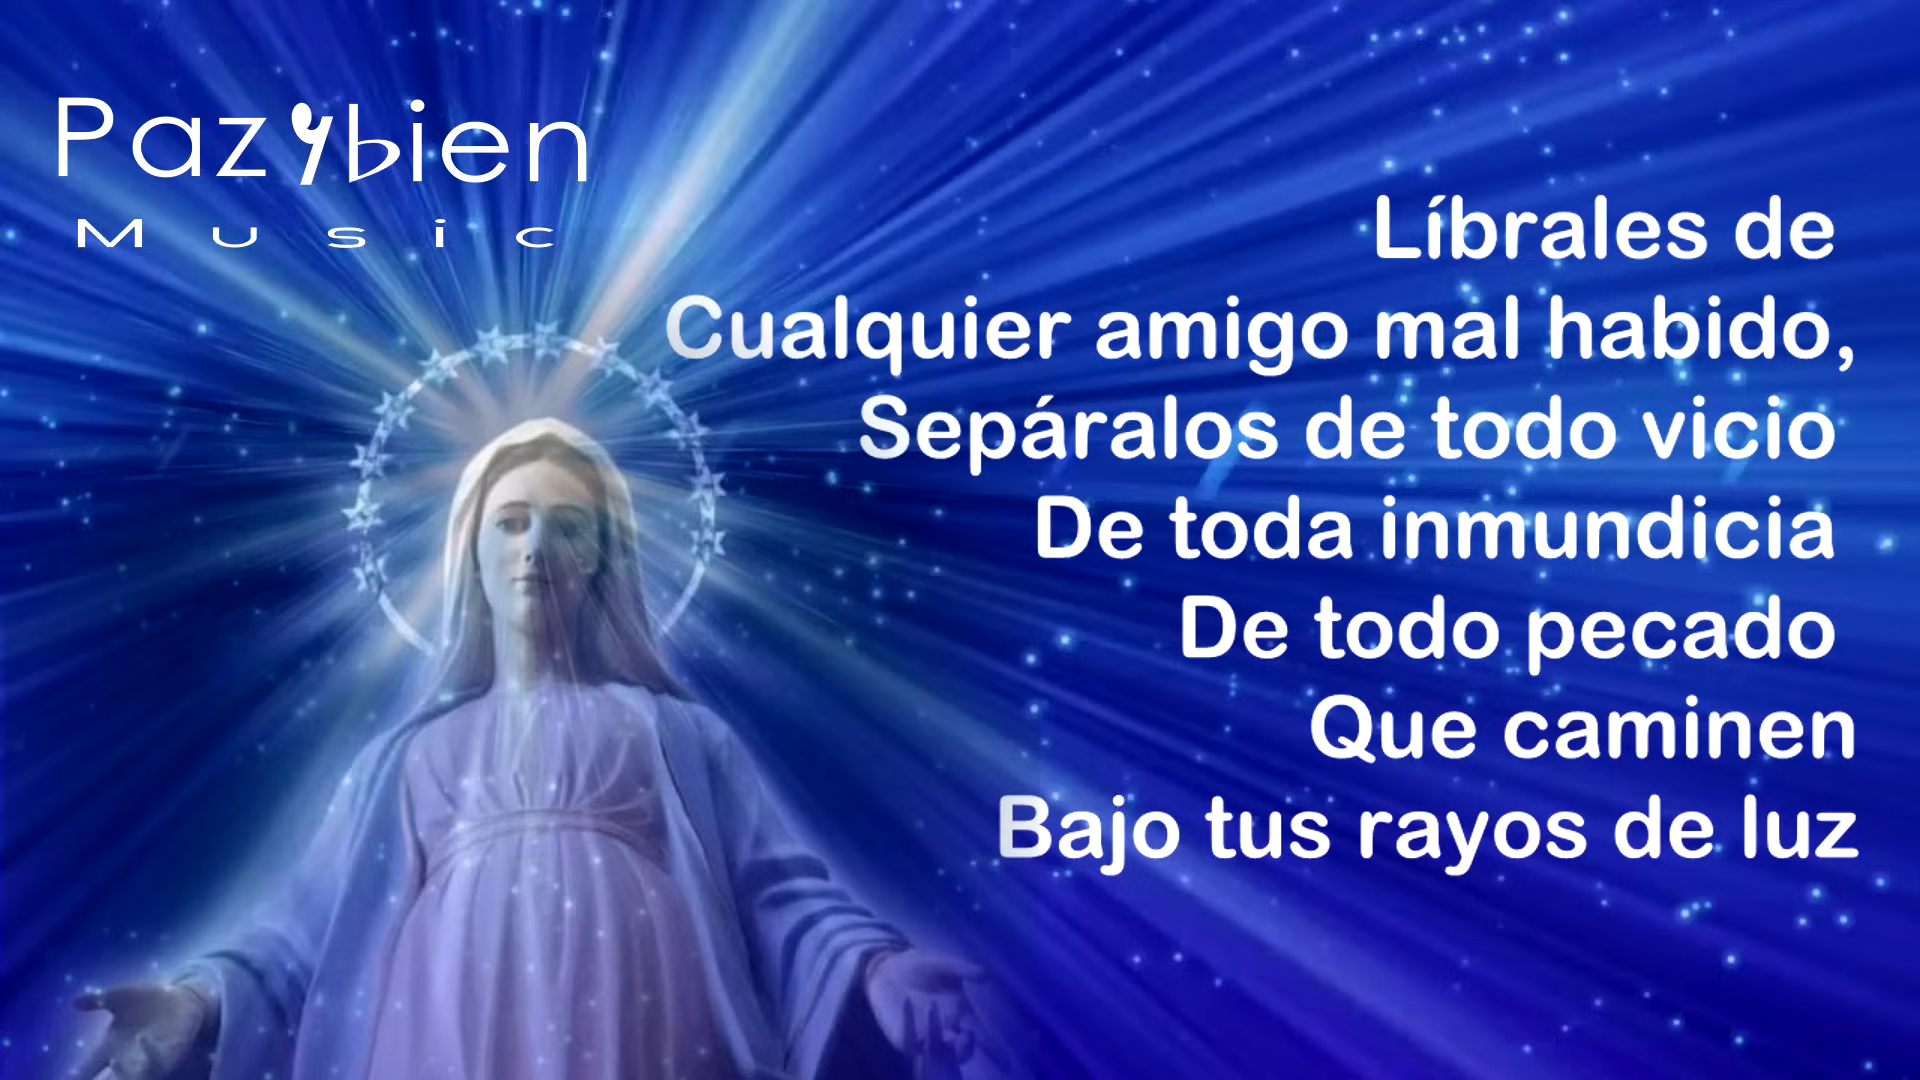 Paz y bien
Music
Líbrales de
Cualquier amigo mal habido,
Sepáralos de todo vicio
De toda inmundicia
De todo pecado
Que caminen
Bajo tus rayos de luz